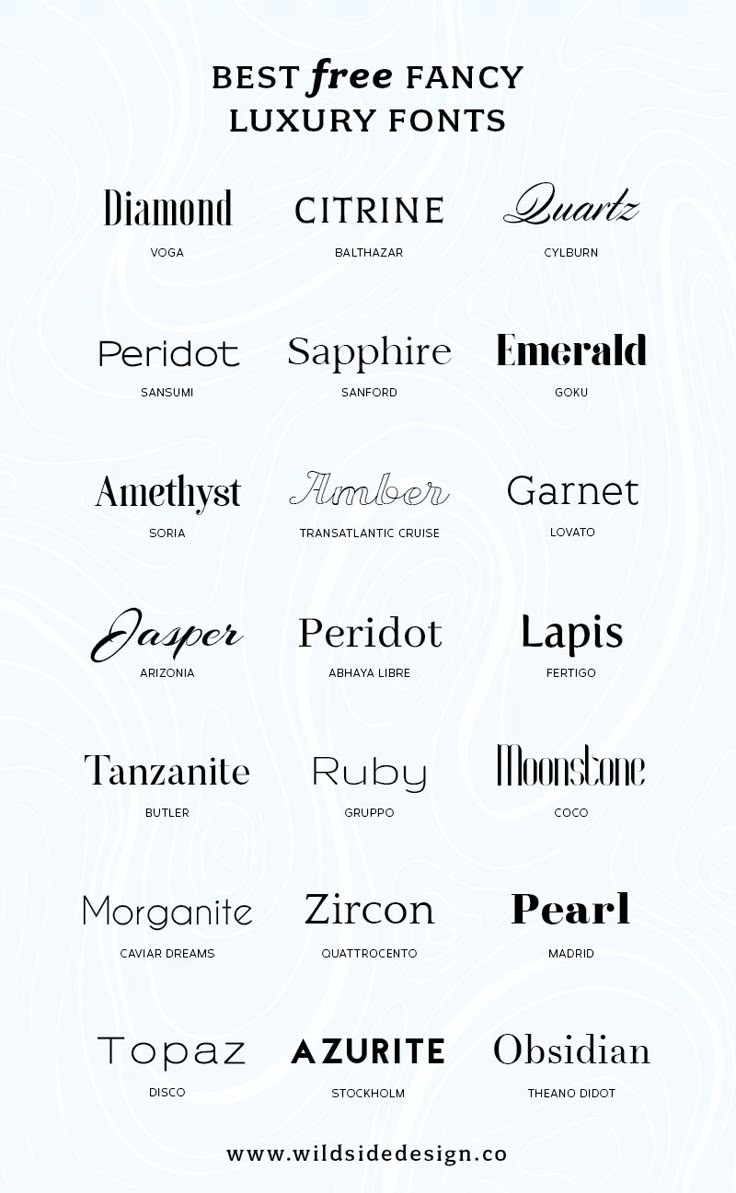 BEST free FANCY
LUXURY FONTS
Diamond CITRINE Quartz
VOGA BALTHAZAR CYLBURN
Peridot Sapphire Emerald
SANSUMI SANFORD GOKU
Amethyst Amber Garnet
SORIA TRANSATLANTIC CRUISE LOVATO
Jasper Peridot Lapis
ARIZONIA ABHAYA LIBRE FERTIGO
Tanzanite Ruby Moonstone
BUTLER GRUPPO COCO
Morganite Zircon Pearl
CAVIAR DREAMS QUATTROCENTO MADRID
Topaz AZURITE Obsidian
DISCO STOCKHOLM THEANO DIDOT
www.wildsidedesign.co